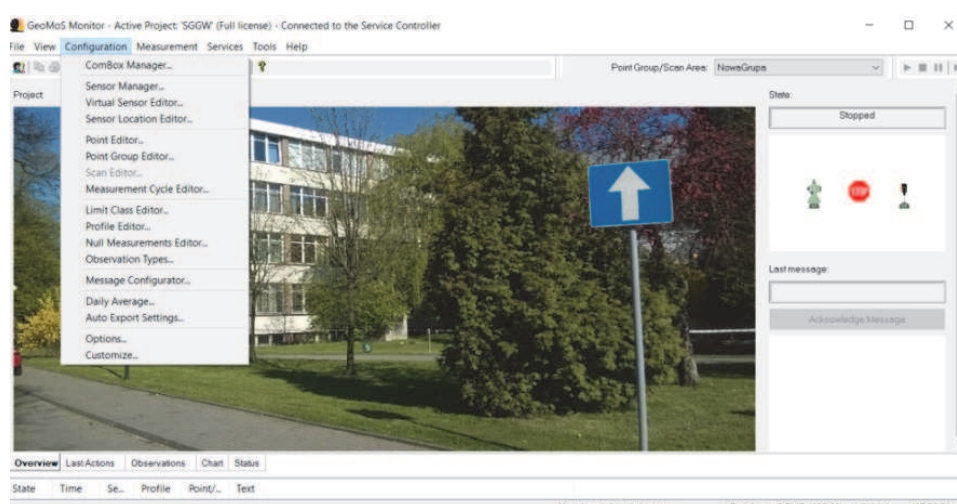 GeoMoS Monitor - Active Project: 'SGGW' (Full license) - Connected to the Service Controller
File View Configuration Measurement Services Tools Help
Point Group/Scan Area: NowaGrupa
ComBox Manager...
Sensor Manager...
Virtual Sensor Editor...
Sensor Location Editor...
Point Editor...
Point Group Editor...
Scan Editor...
Measurement Cycle Editor...
Limit Class Editor...
Profile Editor...
Null Measurements Editor...
Observation Types...
Message Configurator...
Daily Average...
Auto Export Settings...
Options...
Customize...
Project
State:
Stopped
STOP
Last message:
Acknowledge Message
Overview Last Actions Observations Chart Status
State Time Se... Profile Point/... Text